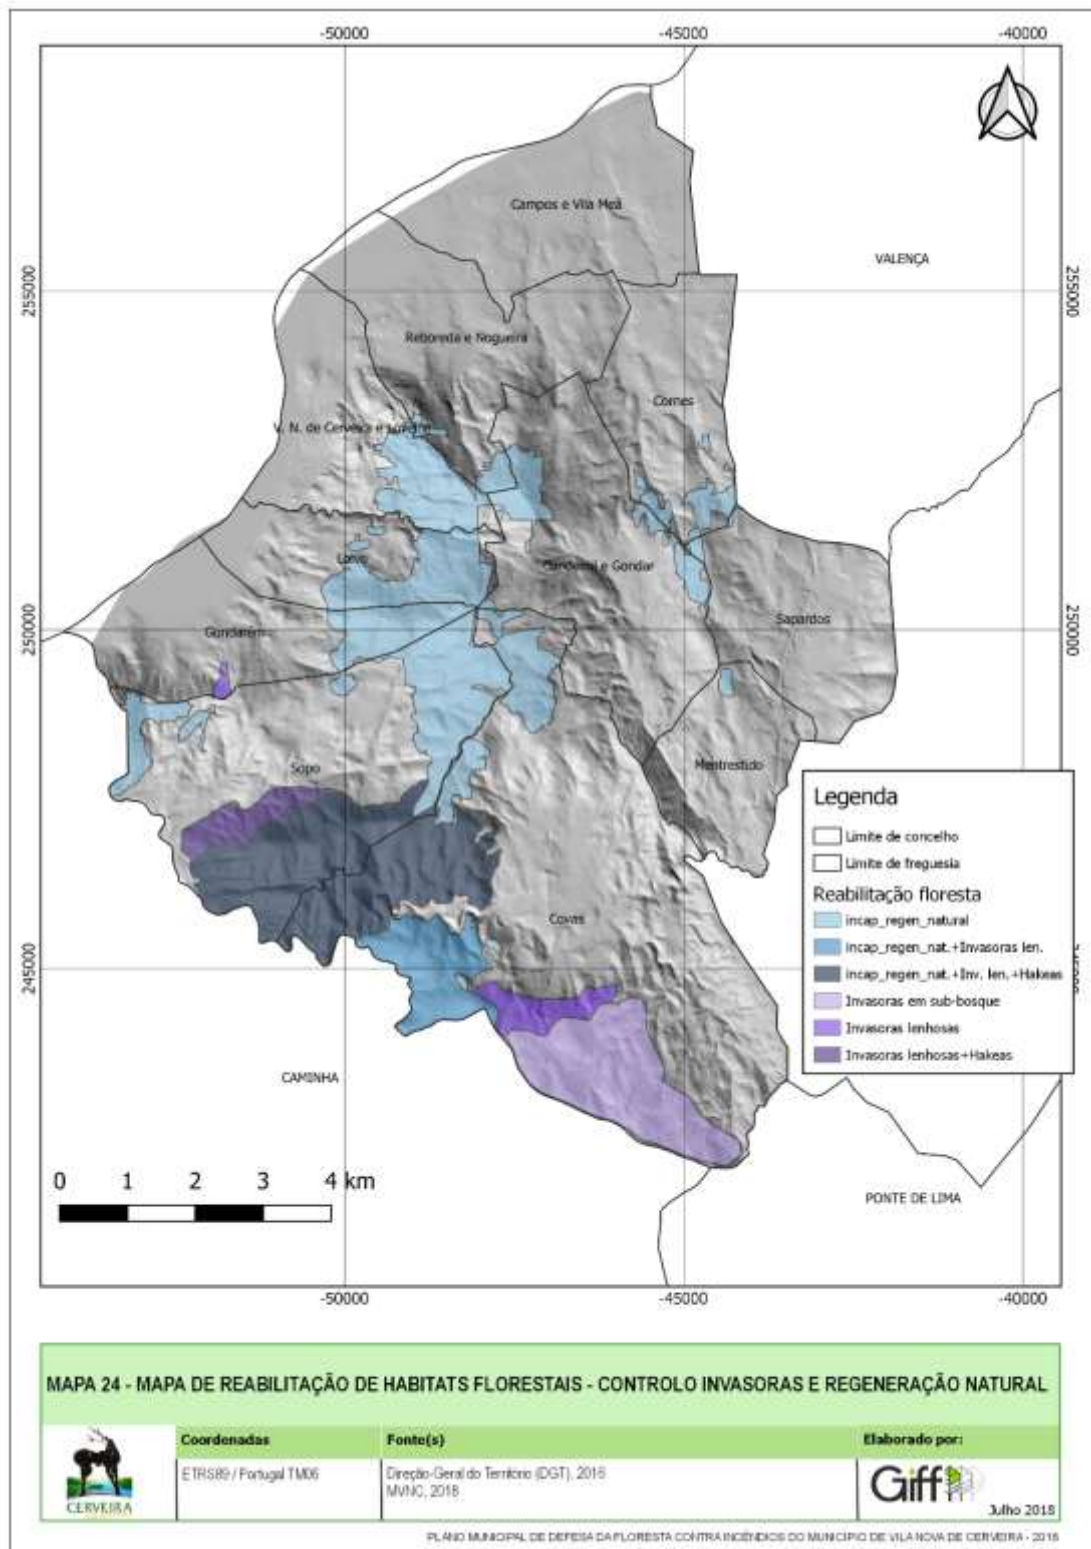 -50000 -45000 -40000
Campos e Vila Meã
VALENÇA
255000 255000
Reboreda e Nogueira
Cornes
V. N. de Cerveira e
Loivo
Candemil e Gondar
Sapardos
250000 250000
Gondarém
Mentrestido
Sopo
Legenda
Limite de concelho
Limite de freguesia
Reabilitação floresta
incap_regen_natural
incap_regen_nat.+Invasoras len.
incap_regen_nat.+Inv. len.+Hakeas
Invasoras em sub-bosque
Invasoras lenhosas
Invasoras lenhosas+Hakeas
Covas
245000
CAMINHA
0 1 2 3 4 km
PONTE DE LIMA
-50000 -45000 -40000
MAPA 24 - MAPA DE REABILITAÇÃO DE HABITATS FLORESTAIS - CONTROLO INVASORAS E REGENERAÇÃO NATURAL
Coordenadas Fonte(s) Elaborado por:
ETRS89 / Portugal TM06
Direção-Geral do Território (DGT), 2016
MVNC, 2018
CERVEIRA
Giff
Julho 2018
PLANO MUNICIPAL DE DEFESA DA FLORESTA CONTRA INCÊNDIOS DO MUNICÍPIO DE VILA NOVA DE CERVEIRA - 2018